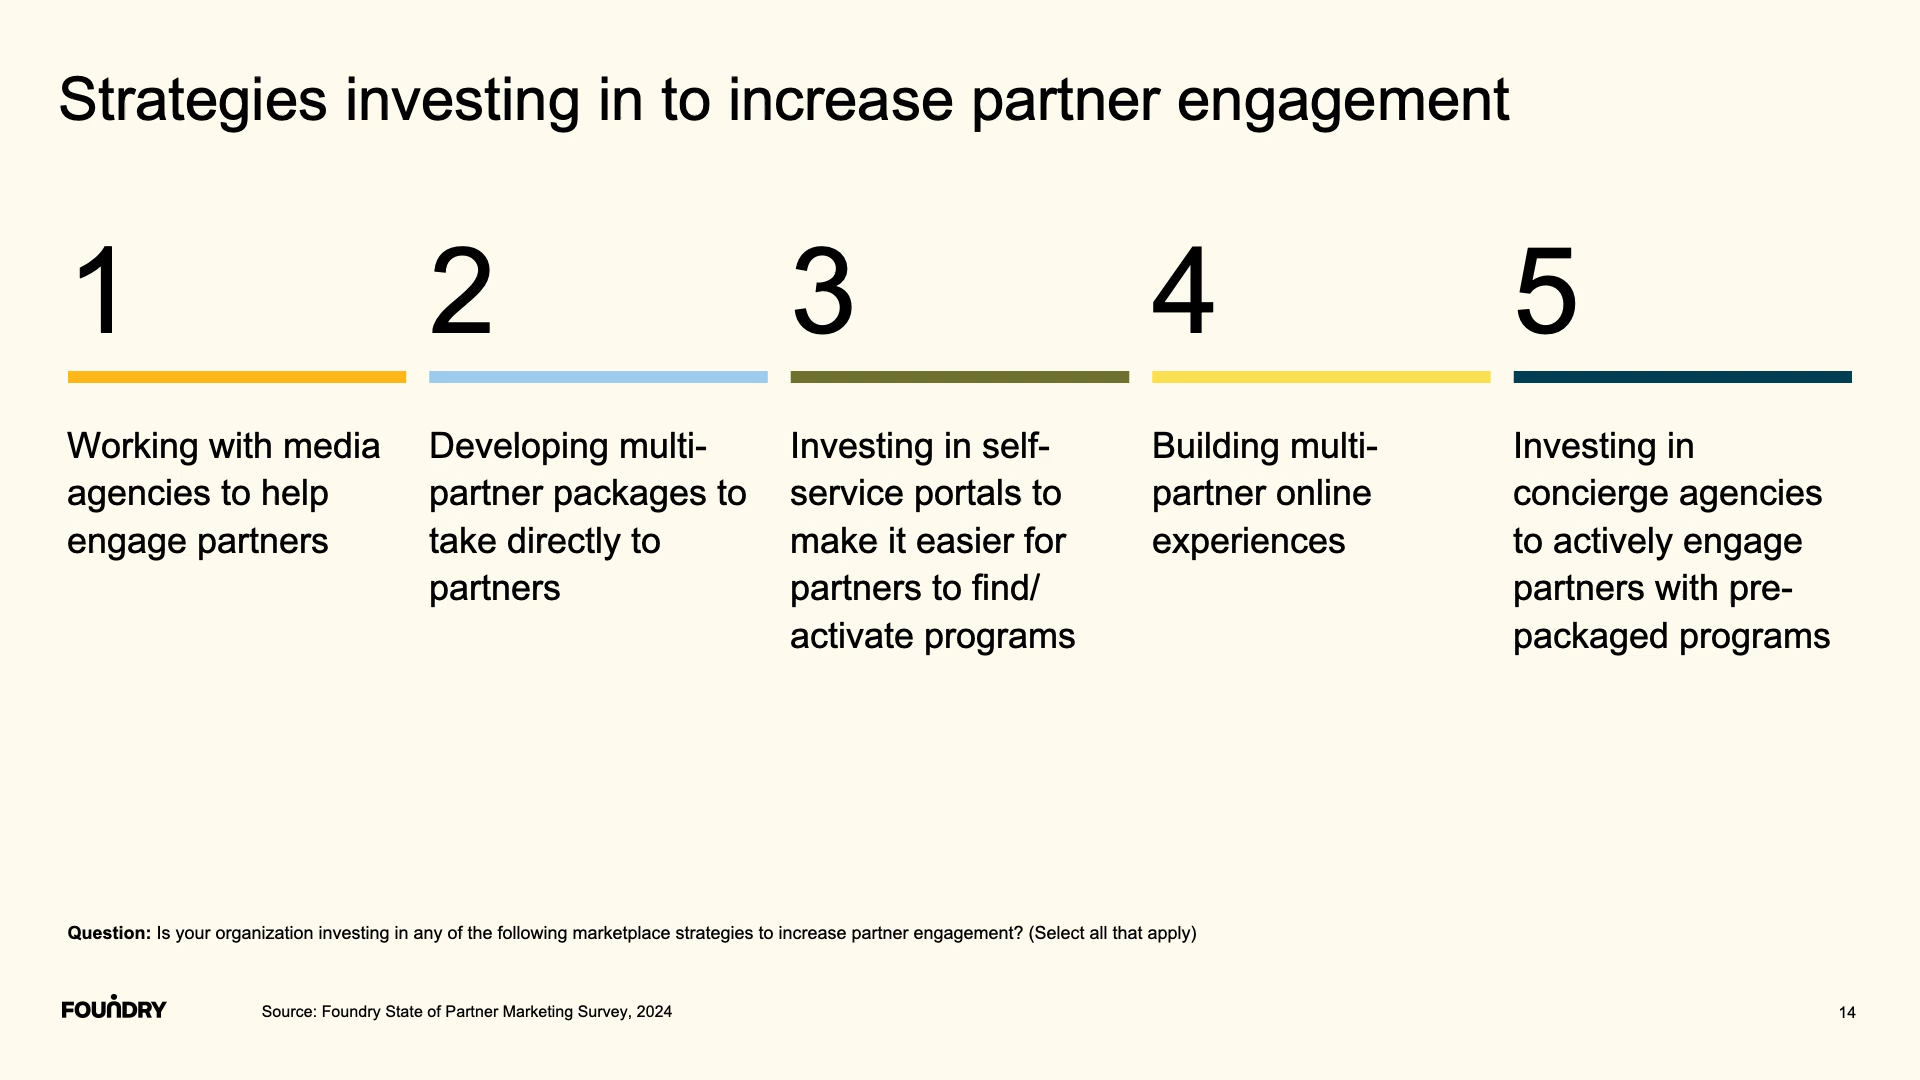 Strategies investing in to increase partner engagement
1
Working with media
agencies to help
engage partners
2
Developing multi-
partner packages to
take directly to
partners
3
Investing in self-
service portals to
make it easier for
partners to find/
activate programs
4
Building multi-
partner online
experiences
5
Investing in
concierge agencies
to actively engage
partners with pre-
packaged programs
Question: Is your organization investing in any of the following marketplace strategies to increase partner engagement? (Select all that apply)
FOUNDRY
Source: Foundry State of Partner Marketing Survey, 2024
14